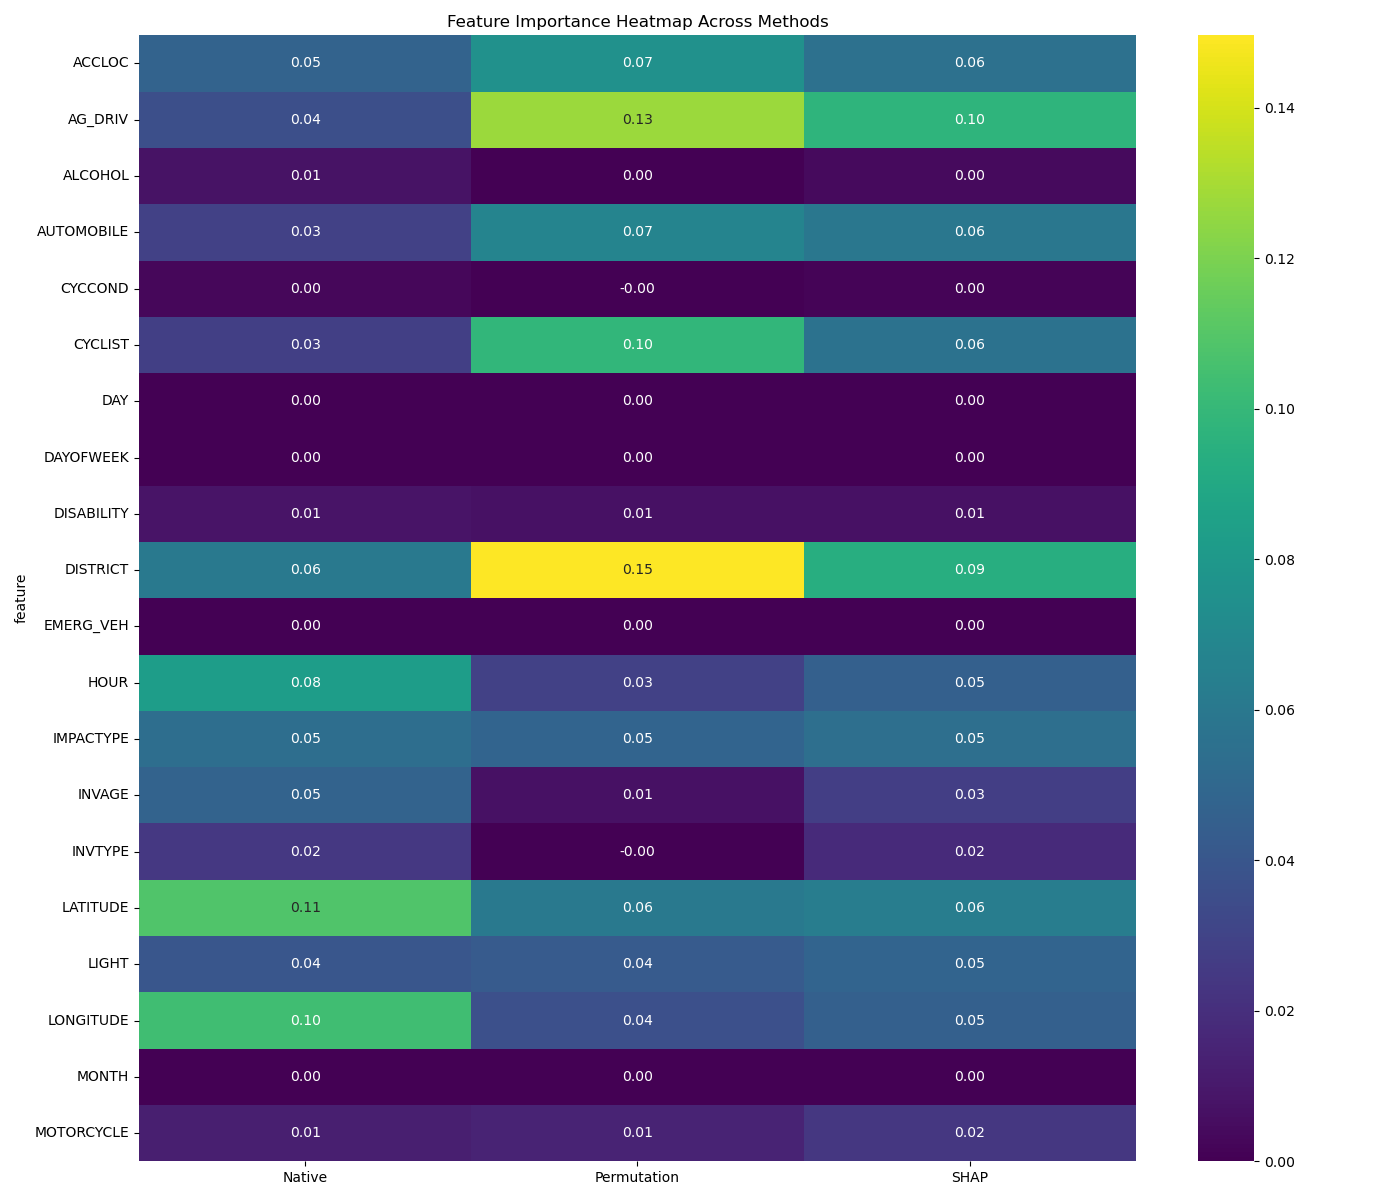 Feature Importance Heatmap Across Methods
feature
ACCLOC 0.05 0.07 0.06
AG_DRIV 0.04 0.13 0.10
ALCOHOL 0.01 0.00 0.00
AUTOMOBILE 0.03 0.07 0.06
CYCCOND 0.00 -0.00 0.00
CYCLIST 0.03 0.10 0.06
DAY 0.00 0.00 0.00
DAYOFWEEK 0.00 0.00 0.00
DISABILITY 0.01 0.01 0.01
DISTRICT 0.06 0.15 0.09
EMERG_VEH 0.00 0.00 0.00
HOUR 0.08 0.03 0.05
IMPACTYPE 0.05 0.05 0.05
INVAGE 0.05 0.01 0.03
INVTYPE 0.02 -0.00 0.02
LATITUDE 0.11 0.06 0.06
LIGHT 0.04 0.04 0.05
LONGITUDE 0.10 0.04 0.05
MONTH 0.00 0.00 0.00
MOTORCYCLE 0.01 0.01 0.02
Native Permutation SHAP
0.14
0.12
0.10
0.08
0.06
0.04
0.02
0.00